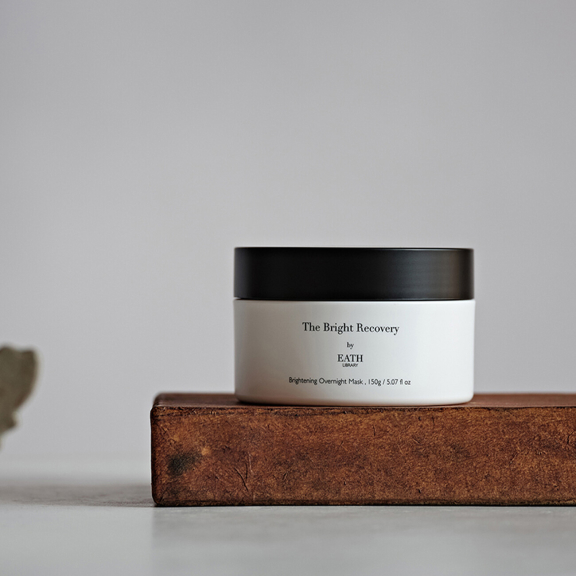 The Bright Recovery
by
EATH
LIBRARY
Brightening Overnight Mask , 150g / 5.07 fl oz